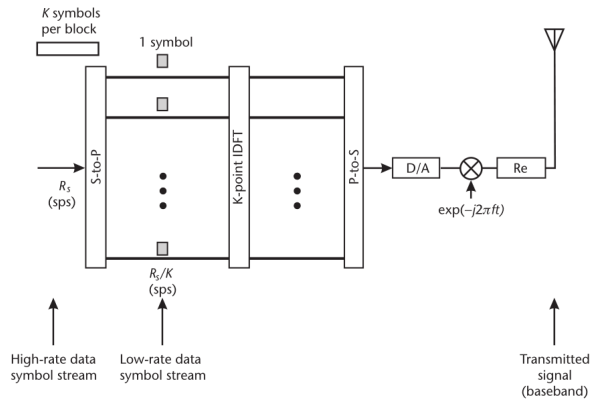 K symbols
per block
1 symbol
S-to-P
K-point IDFT
P-to-S
D/A
Re
R_s
(sps)
exp(−j2πft)
R_s/K
(sps)
High-rate data
symbol stream
Low-rate data
symbol stream
Transmitted
signal
(baseband)